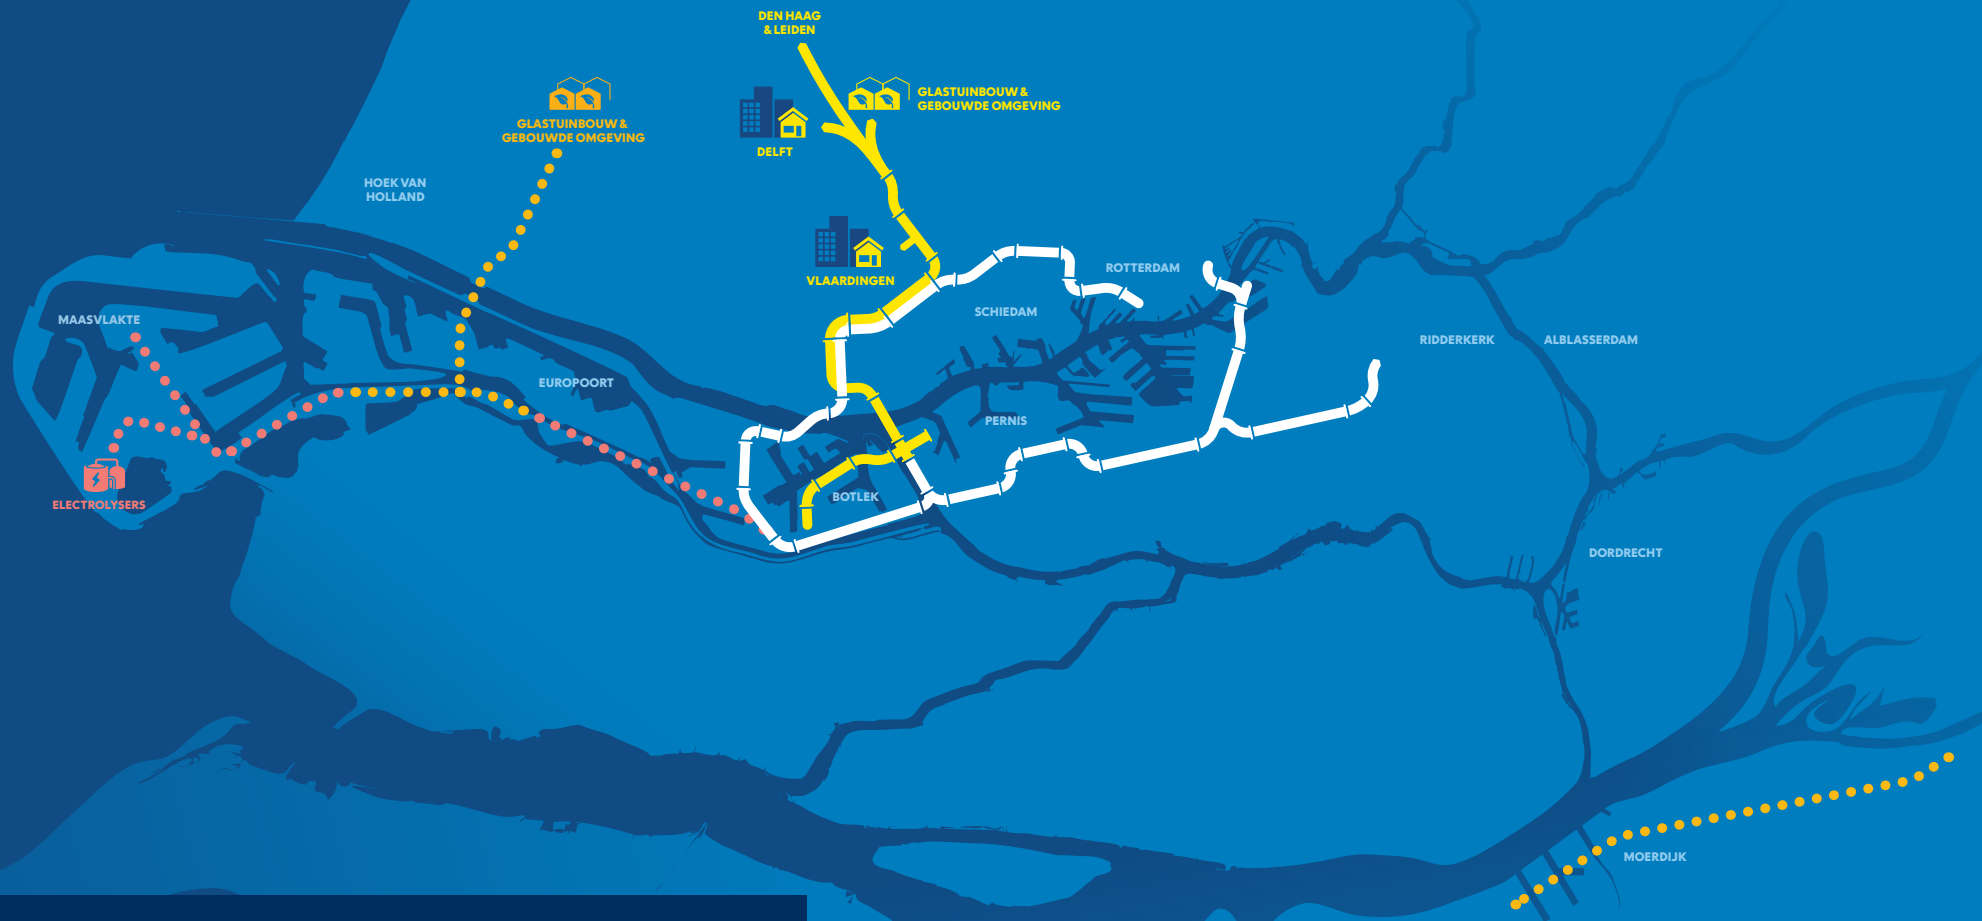 DEN HAAG
& LEIDEN
GLASTUINBOUW &
GEBOUWDE OMGEVING
GLASTUINBOUW &
GEBOUWDE OMGEVING
DELFT
HOEK VAN
HOLLAND
VLAARDINGEN
ROTTERDAM
SCHIEDAM
MAASVLAKTE
RIDDERKERK
ALBLASSERDAM
EUROPOORT
PERNIS
BOTLEK
ELECTROLYSERS
DORDRECHT
MOERDIJK